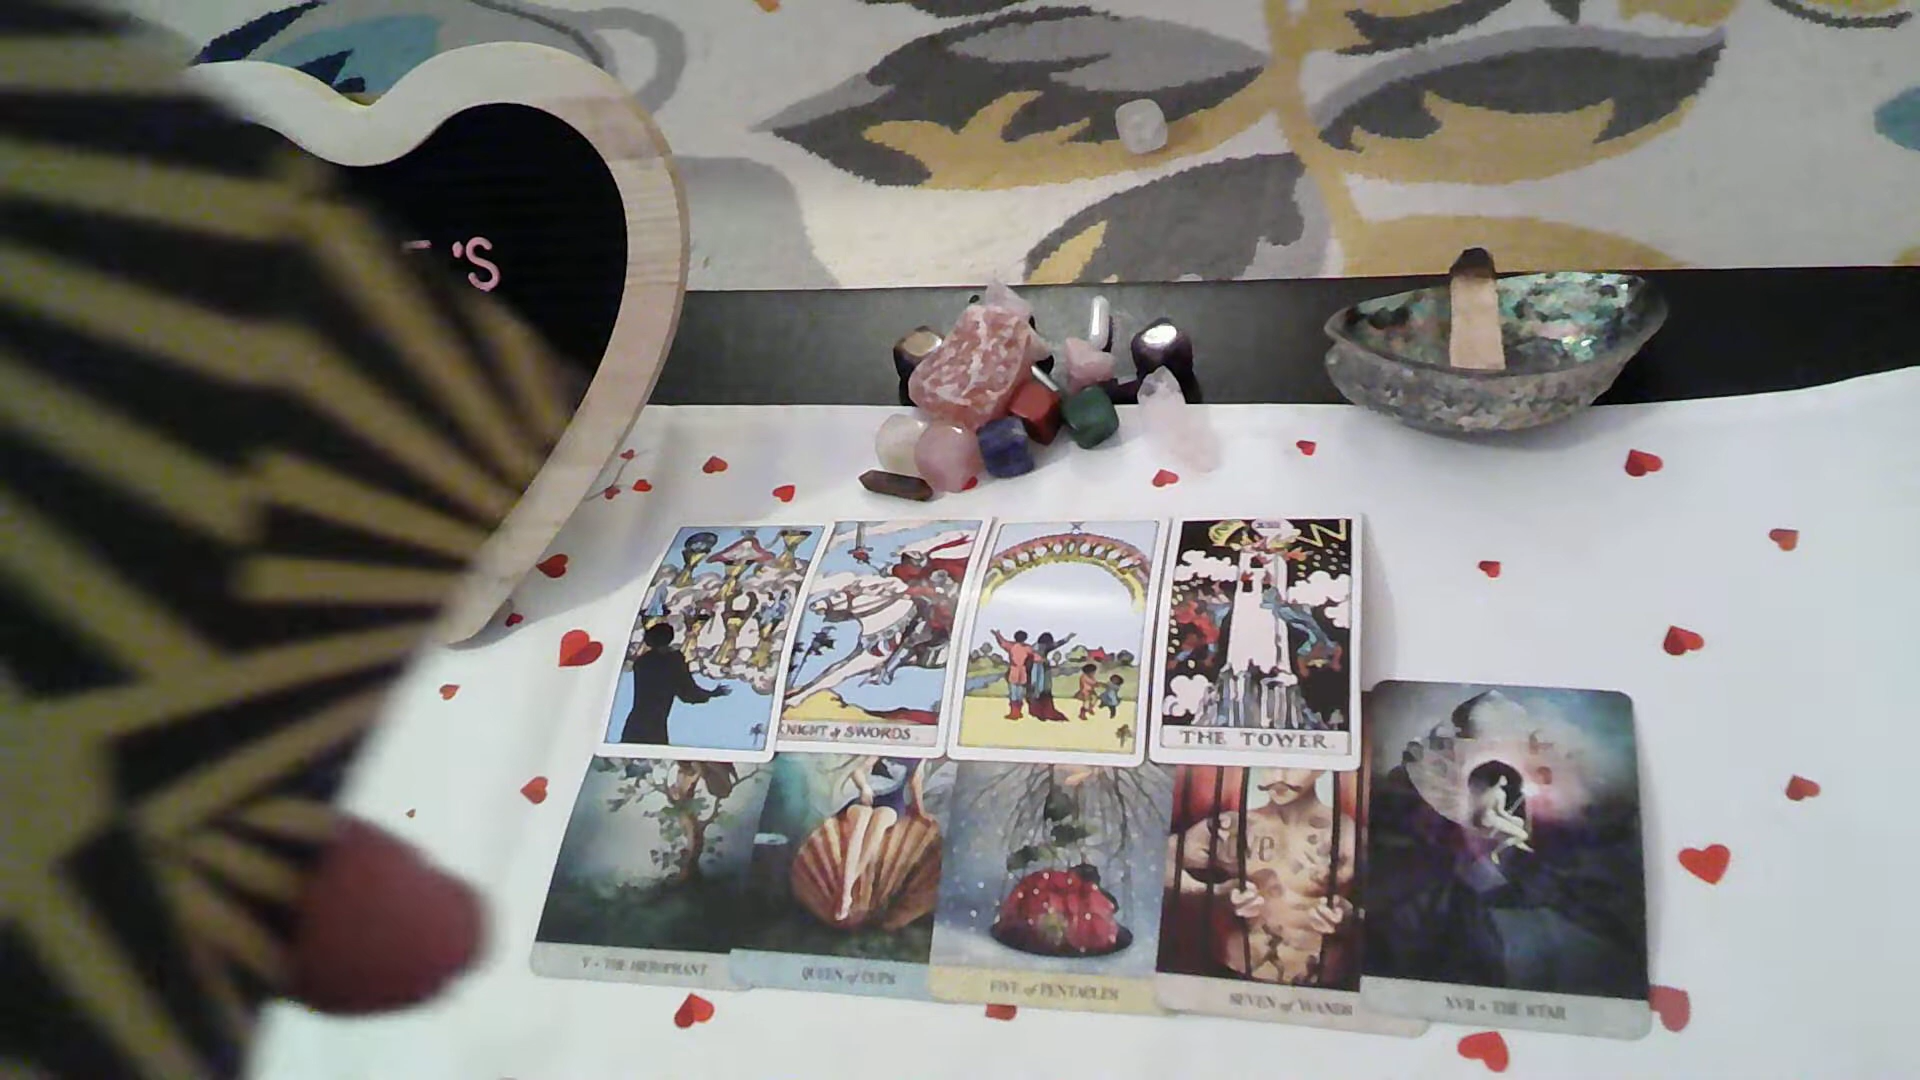 'S
X
KNIGHT of SWORDS.
THE TOWER.
V - THE HIEROPHANT
QUEEN of CUPS
FIVE of PENTACLES
SEVEN of WANDS
XVII - THE STAR